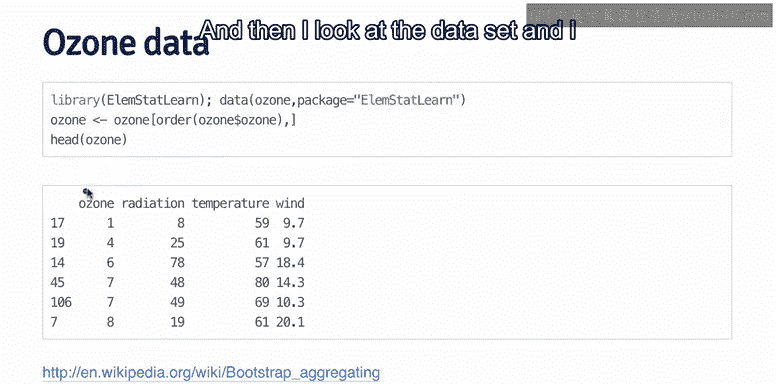 And then I look at the data set and I
Ozone data
library(ElemStatLearn); data(ozone,package="ElemStatLearn")
ozone <- ozone[order(ozone$ozone),]
head(ozone)
ozone radiation temperature wind
17 1 8 59 9.7
19 4 25 61 9.7
14 6 78 57 18.4
45 7 48 80 14.3
106 7 49 69 10.3
7 8 19 61 20.1
http://en.wikipedia.org/wiki/Bootstrap_aggregating